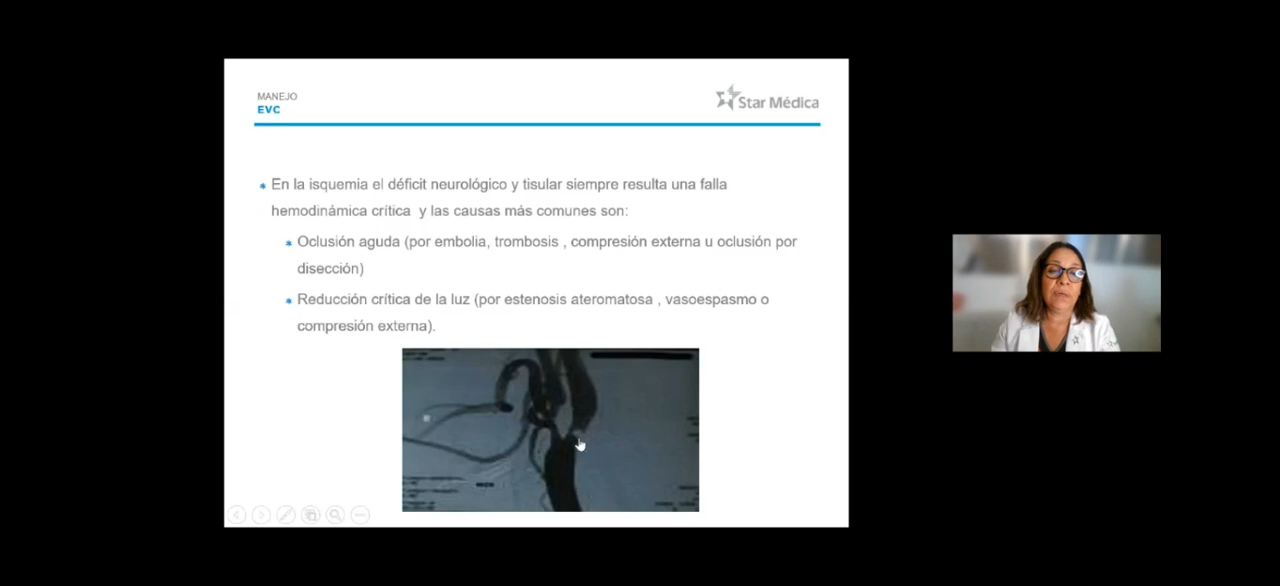 MANEJO
EVC
Star Médica
En la isquemia el déficit neurológico y tisular siempre resulta una falla
hemodinámica crítica y las causas más comunes son:
Oclusión aguda (por embolia, trombosis , compresión externa u oclusión por
disección)
Reducción crítica de la luz (por estenosis ateromatosa , vasoespasmo o
compresión externa).